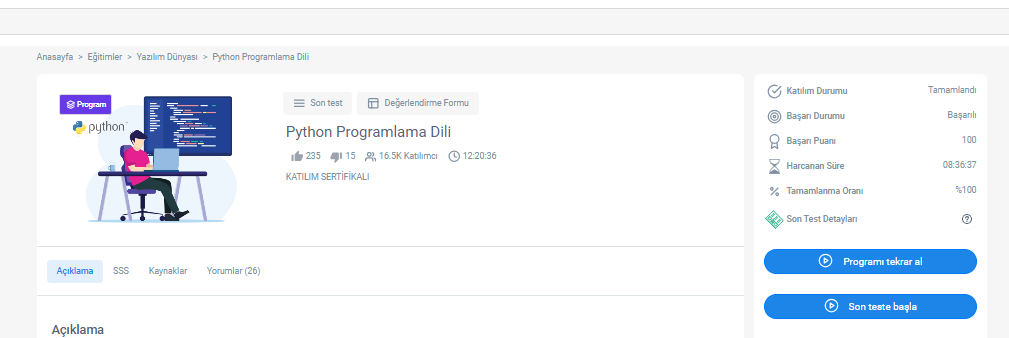 Anasayfa > Eğitimler > Yazılım Dünyası > Python Programlama Dili
Program
python
Son test
Değerlendirme Formu
Python Programlama Dili
235 15 16.5K Katılımcı 12:20:36
KATILIM SERTİFİKALI
Açıklama SSS Kaynaklar Yorumlar (26)
Açıklama
Katılım Durumu Tamamlandı
Başarı Durumu Başarılı
Başarı Puanı 100
Harcanan Süre 08:36:37
Tamamlanma Oranı %100
Son Test Detayları
Programı tekrar al
Son teste başla